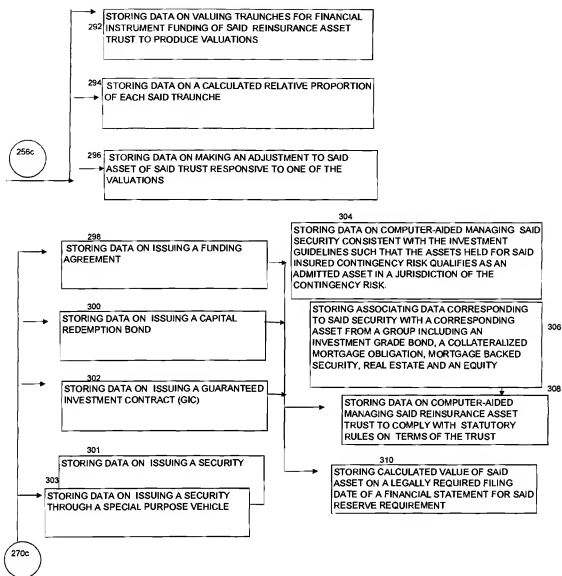 STORING DATA ON VALUING TRAUNCHES FOR FINANCIAL
INSTRUMENT FUNDING OF SAID REINSURANCE ASSET
TRUST TO PRODUCE VALUATIONS
292
294
STORING DATA ON A CALCULATED RELATIVE PROPORTION
OF EACH SAID TRAUNCHE
256c
296
STORING DATA ON MAKING AN ADJUSTMENT TO SAID
ASSET OF SAID TRUST RESPONSIVE TO ONE OF THE
VALUATIONS
298
STORING DATA ON ISSUING A FUNDING
AGREEMENT
304
STORING DATA ON COMPUTER-AIDED MANAGING SAID
SECURITY CONSISTENT WITH THE INVESTMENT
GUIDELINES SUCH THAT THE ASSETS HELD FOR SAID
INSURED CONTINGENCY RISK QUALIFIES AS AN
ADMITTED ASSET IN A JURISDICTION OF THE
CONTINGENCY RISK.
300
STORING DATA ON ISSUING A CAPITAL
REDEMPTION BOND
STORING ASSOCIATING DATA CORRESPONDING
TO SAID SECURITY WITH A CORRESPONDING
ASSET FROM A GROUP INCLUDING AN
INVESTMENT GRADE BOND, A COLLATERALIZED
MORTGAGE OBLIGATION, MORTGAGE BACKED
SECURITY, REAL ESTATE AND AN EQUITY
306
302
STORING DATA ON ISSUING A GUARANTEED
INVESTMENT CONTRACT (GIC)
308
STORING DATA ON COMPUTER-AIDED
MANAGING SAID REINSURANCE ASSET
TRUST TO COMPLY WITH STATUTORY
RULES ON TERMS OF THE TRUST
301
STORING DATA ON ISSUING A SECURITY
303
STORING DATA ON ISSUING A SECURITY
THROUGH A SPECIAL PURPOSE VEHICLE
310
STORING CALCULATED VALUE OF SAID
ASSET ON A LEGALLY REQUIRED FILING
DATE OF A FINANCIAL STATEMENT FOR SAID
RESERVE REQUIREMENT
270c